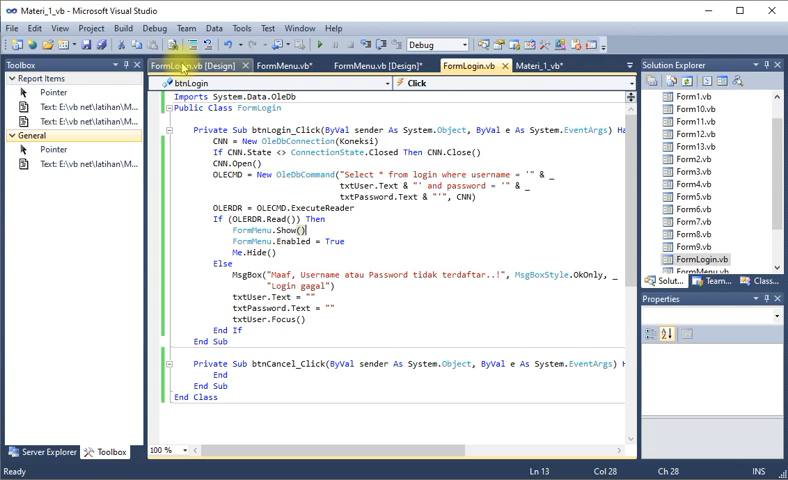 Materi_1_vb - Microsoft Visual Studio
File Edit View Project Build Debug Team Data Tools Test Window Help
Debug
Toolbox
Report Items
Pointer
Text: E:\vb net\latihan\M...
Text: E:\vb net\latihan\M...
General
Pointer
Text: E:\vb net\latihan\M...
Server Explorer Toolbox
FormLogin.vb [Design] FormMenu.vb* FormMenu.vb [Design]* FormLogin.vb Materi_1_vb*
btnLogin Click
Imports System.Data.OleDb
Public Class FormLogin
Private Sub btnLogin_Click(ByVal sender As System.Object, ByVal e As System.EventArgs) Ha
CNN = New OleDbConnection(Koneksi)
If CNN.State <> ConnectionState.Closed Then CNN.Close()
CNN.Open()
OLECMD = New OleDbCommand("Select * from login where username = '" & _
txtUser.Text & "' and password = '" & _
txtPassword.Text & "'", CNN)
OLERDR = OLECMD.ExecuteReader
If (OLERDR.Read()) Then
FormMenu.Show()
FormMenu.Enabled = True
Me.Hide()
Else
MsgBox("Maaf, Username atau Password tidak terdaftar..!", MsgBoxStyle.OkOnly, _
"Login gagal")
txtUser.Text = ""
txtPassword.Text = ""
txtUser.Focus()
End If
End Sub
Private Sub btnCancel_Click(ByVal sender As System.Object, ByVal e As System.EventArgs) H
End
End Sub
End Class
100 %
Solution Explorer
Form1.vb
Form10.vb
Form11.vb
Form12.vb
Form13.vb
Form2.vb
Form3.vb
Form4.vb
Form5.vb
Form6.vb
Form7.vb
Form8.vb
Form9.vb
FormLogin.vb
FormMenu.vb
Solut... Team... Class...
Properties
Ready Ln 13 Col 28 Ch 28 INS